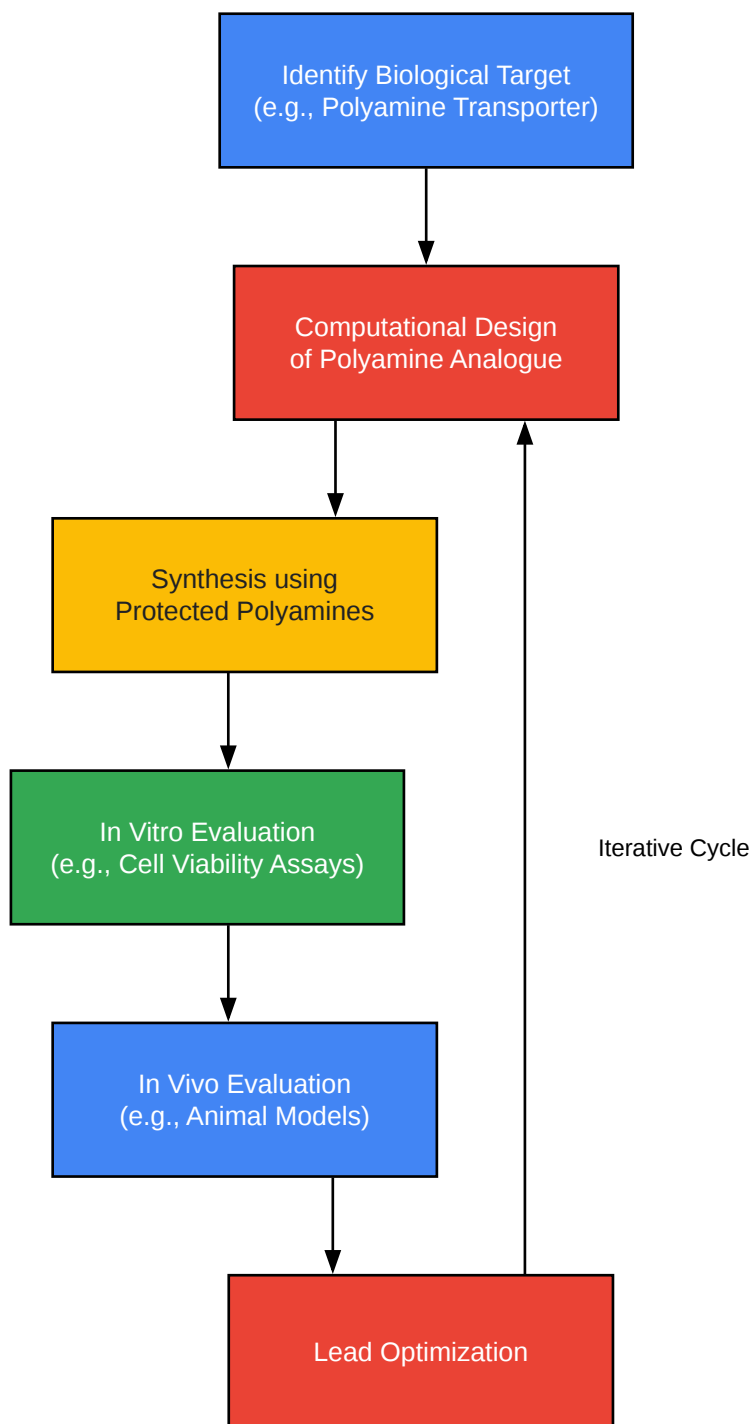 Identify Biological Target
(e.g., Polyamine Transporter)
Computational Design
of Polyamine Analogue
Synthesis using
Protected Polyamines
In Vitro Evaluation
(e.g., Cell Viability Assays)
Iterative Cycle
In Vivo Evaluation
(e.g., Animal Models)
Lead Optimization